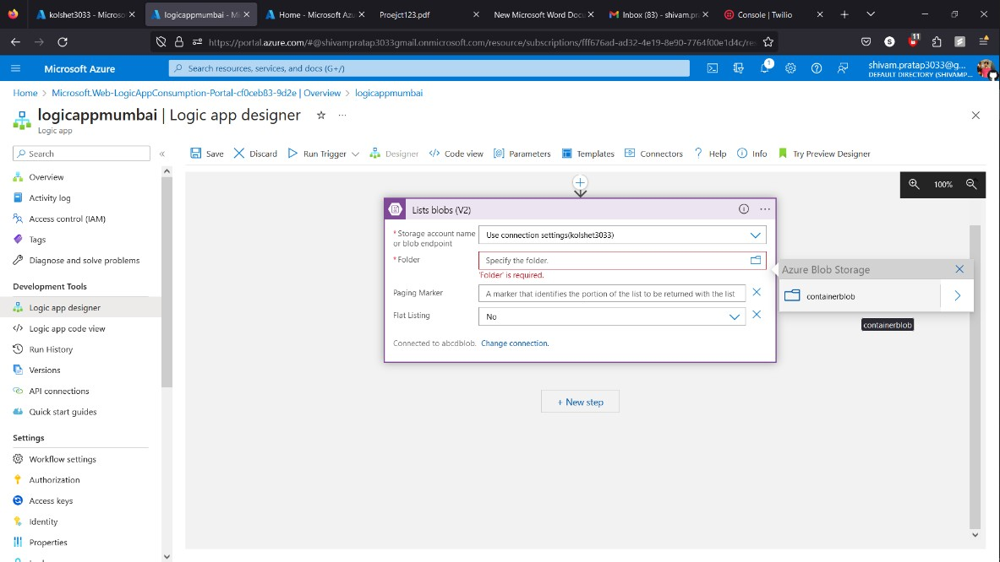 kolshet3033 - Microso
logicappmumbai - Mi
Home - Microsoft Azu
Proejct123.pdf
New Microsoft Word Doc
Inbox (83) - shivam.pra
Console | Twilio
https://portal.azure.com/#@shivampratap3033gmail.onmicrosoft.com/resource/subscriptions/fff676ad-ad32-4e19-8e90-7764f00e1d4c/re
S
11
Microsoft Azure
Search resources, services, and docs (G+/)
1
shivam.pratap3033@g...
DEFAULT DIRECTORY (SHIVAMP...
Home > Microsoft.Web-LogicAppConsumption-Portal-cf0ceb83-9d2e | Overview > logicappmumbai
logicappmumbai | Logic app designer
Logic app
Search
Save
Discard
Run Trigger
Designer
Code view
Parameters
Templates
Connectors
Help
Info
Try Preview Designer
Overview
Activity log
Access control (IAM)
Tags
Diagnose and solve problems
Development Tools
Logic app designer
Logic app code view
Run History
Versions
API connections
Quick start guides
Settings
Workflow settings
Authorization
Access keys
Identity
Properties
100%
Lists blobs (V2)
* Storage account name
or blob endpoint
Use connection settings(kolshet3033)
* Folder
Specify the folder.
'Folder' is required.
Paging Marker
A marker that identifies the portion of the list to be returned with the list
Flat Listing
No
Connected to abcdblob. Change connection.
Azure Blob Storage
containerblob
containerblob
+ New step